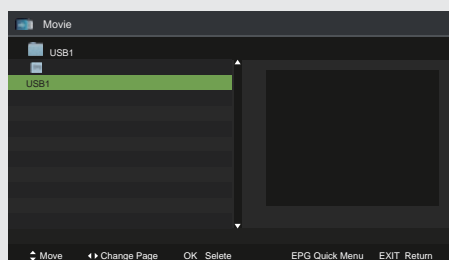 Movie
USB1
USB1
Move Change Page OK Selete EPG Quick Menu EXIT Return